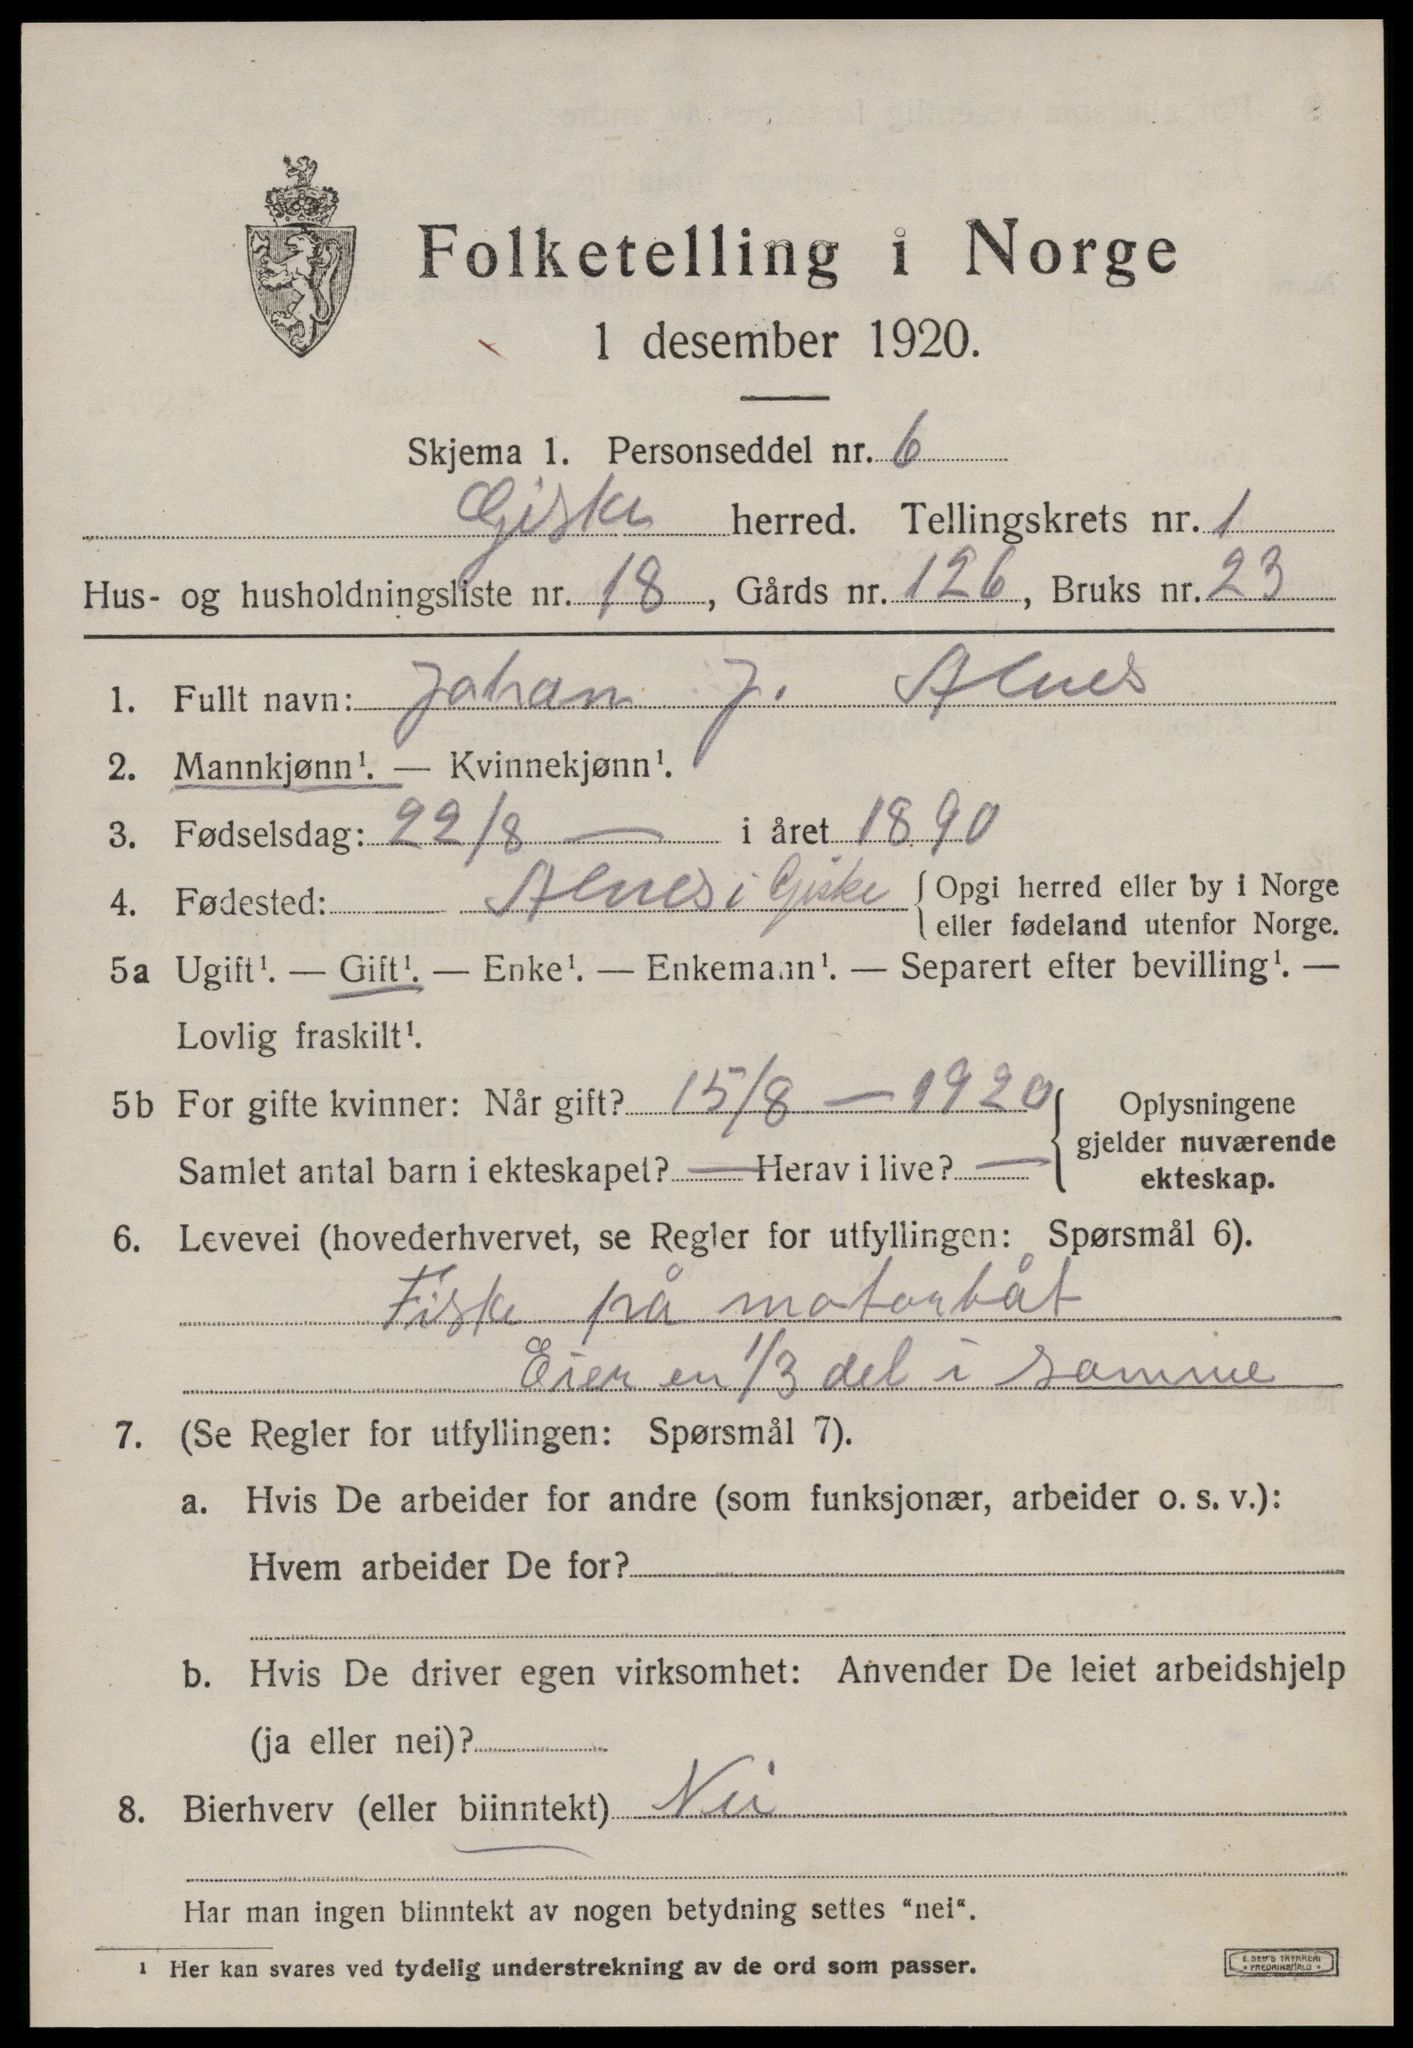 Folketelling i Norge
1 desember 1920.
Skjema 1. Personseddel nr. 6
Giske herred. Tellingskrets nr. 1
Hus- og husholdningsliste nr. 18, Gårds nr. 126, Bruks nr. 23
1. Fullt navn: Johan J. Alnes
2. Mannkjønn¹. — Kvinnekjønn¹.
3. Fødselsdag: 22/8 — i året 1890
4. Fødested: Alnes i Giske {Opgi herred eller by i Norge
eller fødeland utenfor Norge.
5a Ugift¹. — Gift¹. — Enke¹. — Enkemann¹. — Separert efter bevilling¹. —
Lovlig fraskilt¹.
5b For gifte kvinner: Når gift? 15/8 — 1920 { Oplysningene
gjelder nuværende
Samlet antal barn i ekteskapet? — Herav i live? —
ekteskap.
6. Levevei (hovederhvervet, se Regler for utfyllingen: Spørsmål 6).
Fiske på motorbåt
Eier en 1/3 del i samme
7. (Se Regler for utfyllingen: Spørsmål 7).
a. Hvis De arbeider for andre (som funksjonær, arbeider o. s. v.):
Hvem arbeider De for?
b. Hvis De driver egen virksomhet: Anvender De leiet arbeidshjelp
(ja eller nei)?
8. Bierhverv (eller biinntekt) Nei
Har man ingen biinntekt av nogen betydning settes "nei".
¹ Her kan svares ved tydelig understrekning av de ord som passer.
E. SEM'S TRYKKERI
• FREDRIKSHALD •